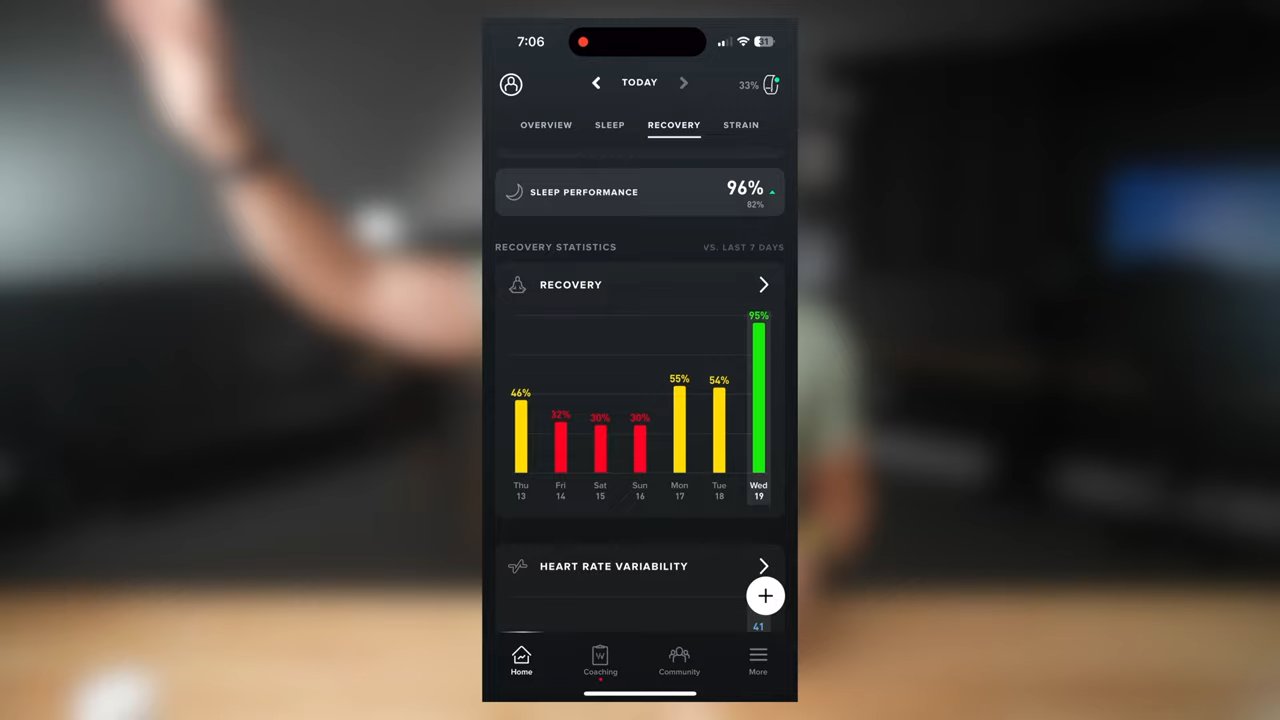 7:06
31
TODAY
33%
OVERVIEW SLEEP RECOVERY STRAIN
SLEEP PERFORMANCE 96%
82%
RECOVERY STATISTICS VS. LAST 7 DAYS
RECOVERY
95%
55% 54%
46%
32% 30% 30%
Thu Fri Sat Sun Mon Tue Wed
13 14 15 16 17 18 19
HEART RATE VARIABILITY
+
41
W
Home Coaching Community More